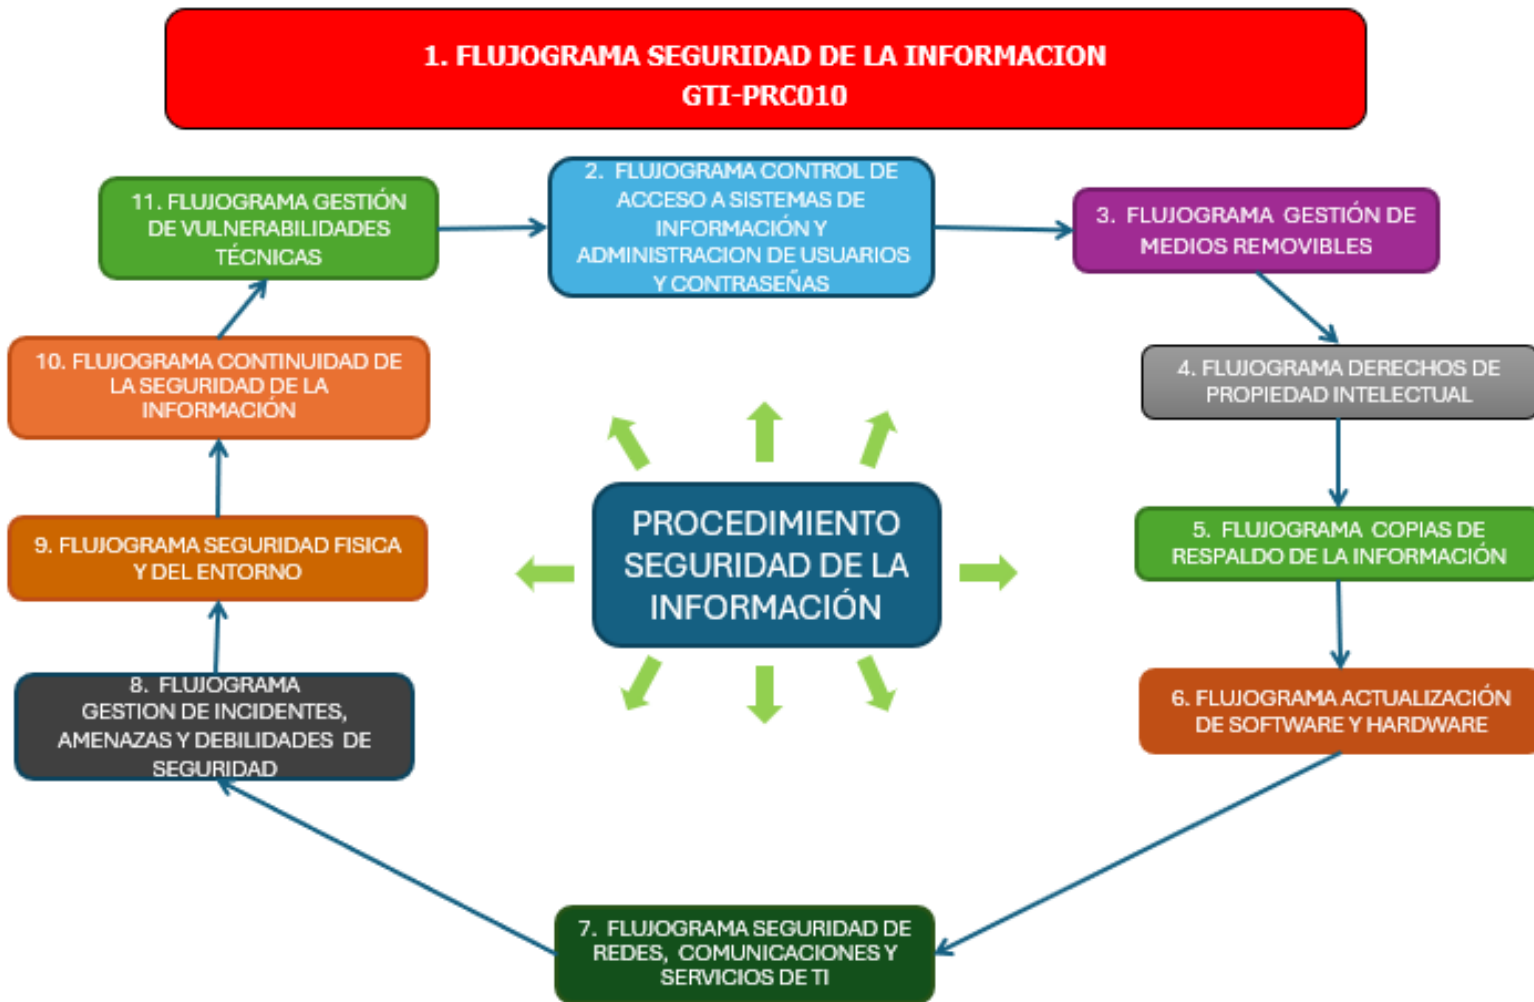 1. FLUJOGRAMA SEGURIDAD DE LA INFORMACION
GTI-PRC010
2. FLUJOGRAMA CONTROL DE
ACCESO A SISTEMAS DE
INFORMACIÓN Y
ADMINISTRACION DE USUARIOS
Y CONTRASEÑAS
3. FLUJOGRAMA GESTIÓN DE
MEDIOS REMOVIBLES
4. FLUJOGRAMA DERECHOS DE
PROPIEDAD INTELECTUAL
5. FLUJOGRAMA COPIAS DE
RESPALDO DE LA INFORMACIÓN
6. FLUJOGRAMA ACTUALIZACIÓN
DE SOFTWARE Y HARDWARE
7. FLUJOGRAMA SEGURIDAD DE
REDES, COMUNICACIONES Y
SERVICIOS DE TI
8. FLUJOGRAMA
GESTION DE INCIDENTES,
AMENAZAS Y DEBILIDADES DE
SEGURIDAD
9. FLUJOGRAMA SEGURIDAD FISICA
Y DEL ENTORNO
10. FLUJOGRAMA CONTINUIDAD DE
LA SEGURIDAD DE LA
INFORMACIÓN
11. FLUJOGRAMA GESTIÓN
DE VULNERABILIDADES
TÉCNICAS
PROCEDIMIENTO
SEGURIDAD DE LA
INFORMACIÓN